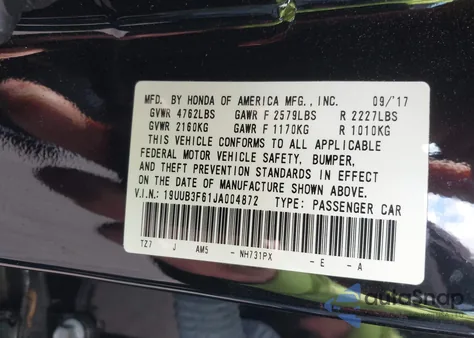 MFD. BY HONDA OF AMERICA MFG., INC. 09/'17
GVWR 4762LBS GAWR F 2579LBS R 2227LBS
GVWR 2160KG GAWR F 1170KG R 1010KG
THIS VEHICLE CONFORMS TO ALL APPLICABLE
FEDERAL MOTOR VEHICLE SAFETY, BUMPER,
AND THEFT PREVENTION STANDARDS IN EFFECT
ON THE DATE OF MANUFACTURE SHOWN ABOVE.
V.I.N.: 19UUB3F61JA004872 TYPE: PASSENGER CAR
TZ7 J AM5 - NH731PX - E - A
autoSnap